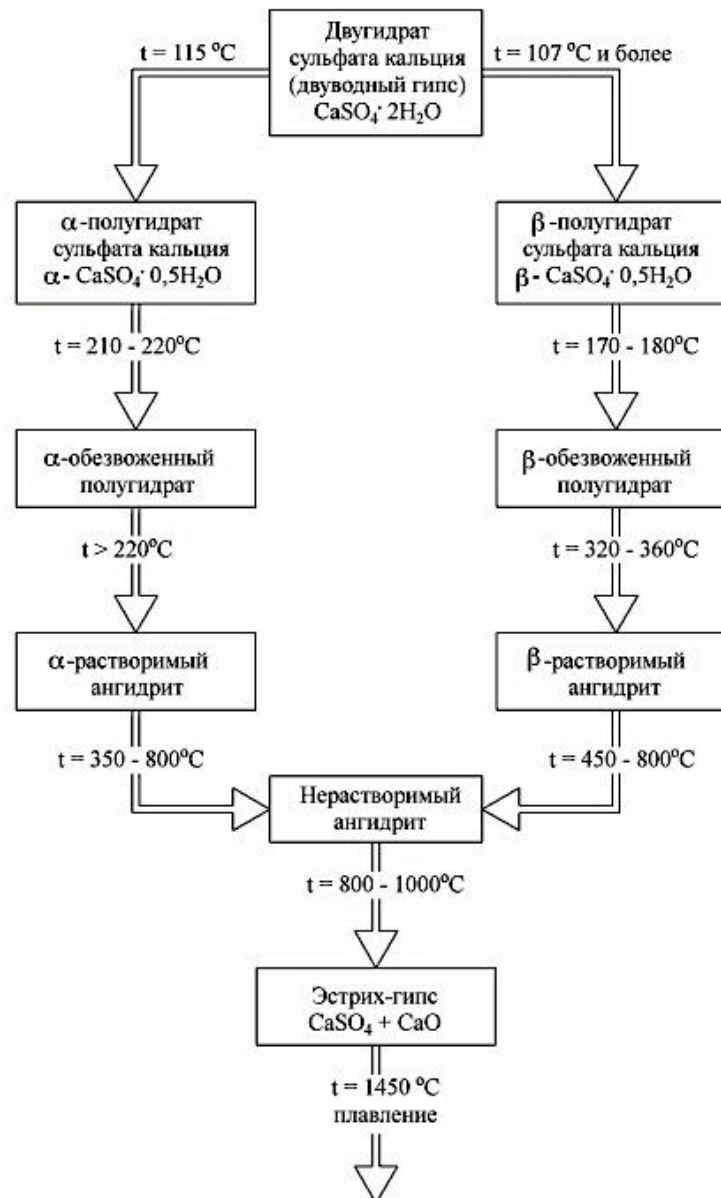 Двугидрат
сульфата кальция
(двуводный гипс)
CaSO₄· 2H₂O
t = 115 °C
t = 107 °C и более
α-полугидрат
сульфата кальция
α- CaSO₄· 0,5H₂O
β-полугидрат
сульфата кальция
β- CaSO₄· 0,5H₂O
t = 210 - 220°C
t = 170 - 180°C
α-обезвоженный
полугидрат
β-обезвоженный
полугидрат
t > 220°C
t = 320 - 360°C
α-растворимый
ангидрит
β-растворимый
ангидрит
t = 350 - 800°C
t = 450 - 800°C
Нерастворимый
ангидрит
t = 800 - 1000°C
Эстрих-гипс
CaSO₄ + CaO
t = 1450 °C
плавление